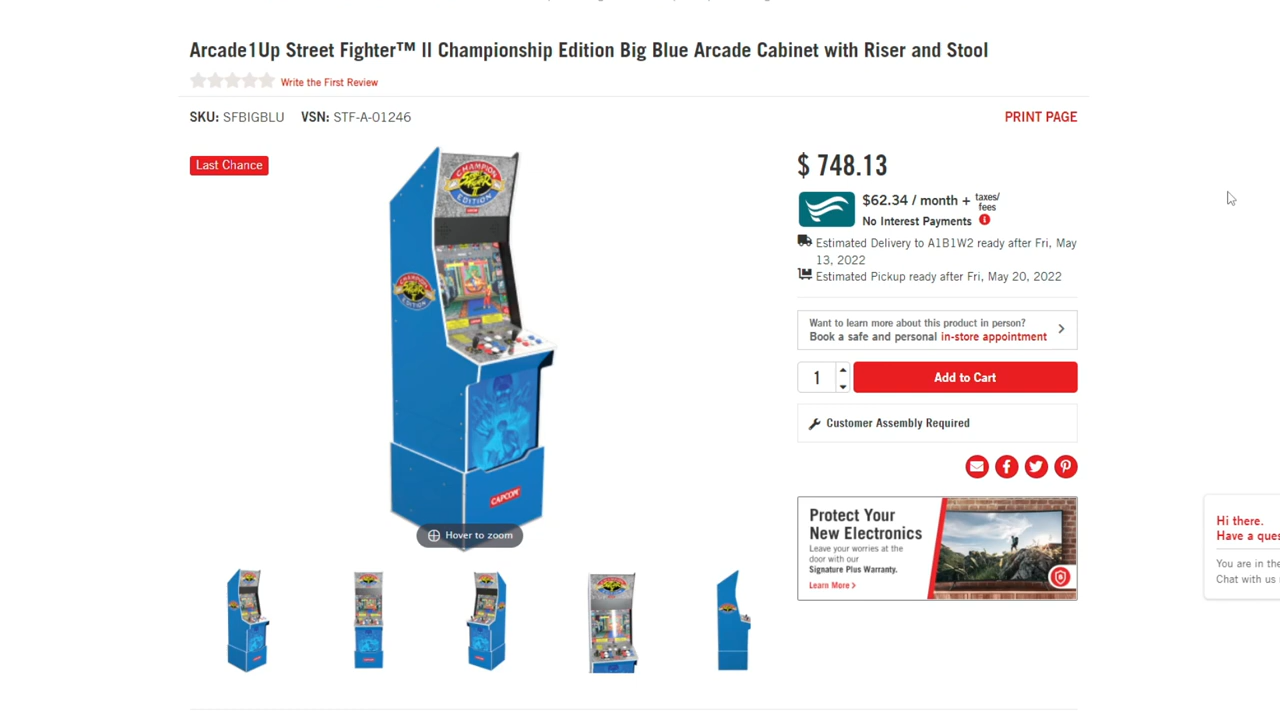 Arcade1Up Street Fighter™ II Championship Edition Big Blue Arcade Cabinet with Riser and Stool
Write the First Review
SKU: SFBIGBLU VSN: STF-A-01246
PRINT PAGE
Last Chance
CHAMPION
EDITION
CHAMPION
EDITION
CAPCOM
Hover to zoom
$ 748.13
$62.34 / month + taxes/
fees
No Interest Payments
Estimated Delivery to A1B1W2 ready after Fri, May
13, 2022
Estimated Pickup ready after Fri, May 20, 2022
Want to learn more about this product in person?
Book a safe and personal in-store appointment
1
Add to Cart
Customer Assembly Required
Protect Your
New Electronics
Leave your worries at the
door with our
Signature Plus Warranty.
Learn More >
Hi there.
Have a ques
You are in the
Chat with us